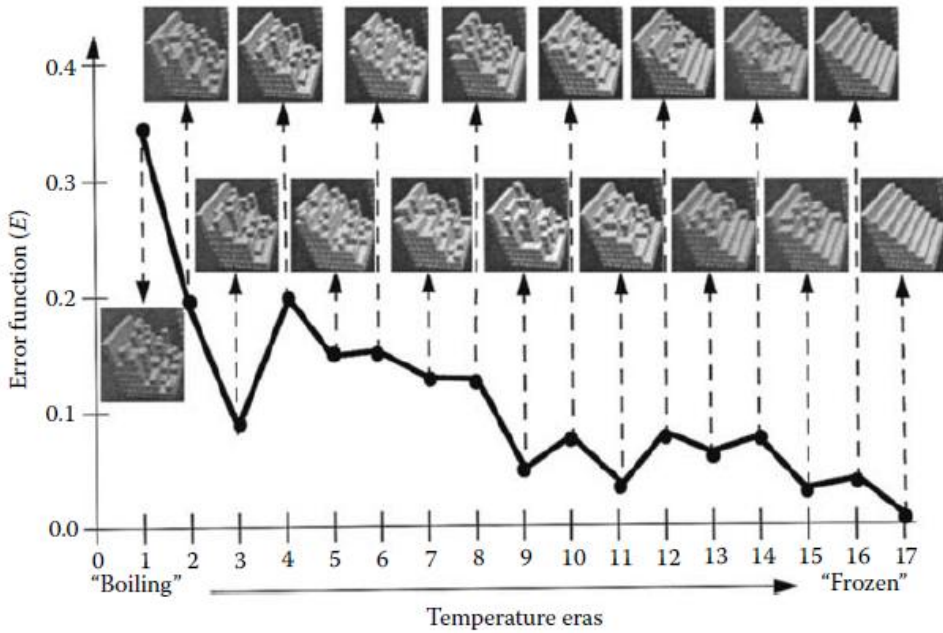 0.4
0.3
0.2
0.1
0.0
Error function (E)
0 1 2 3 4 5 6 7 8 9 10 11 12 13 14 15 16 17
“Boiling” “Frozen”
Temperature eras